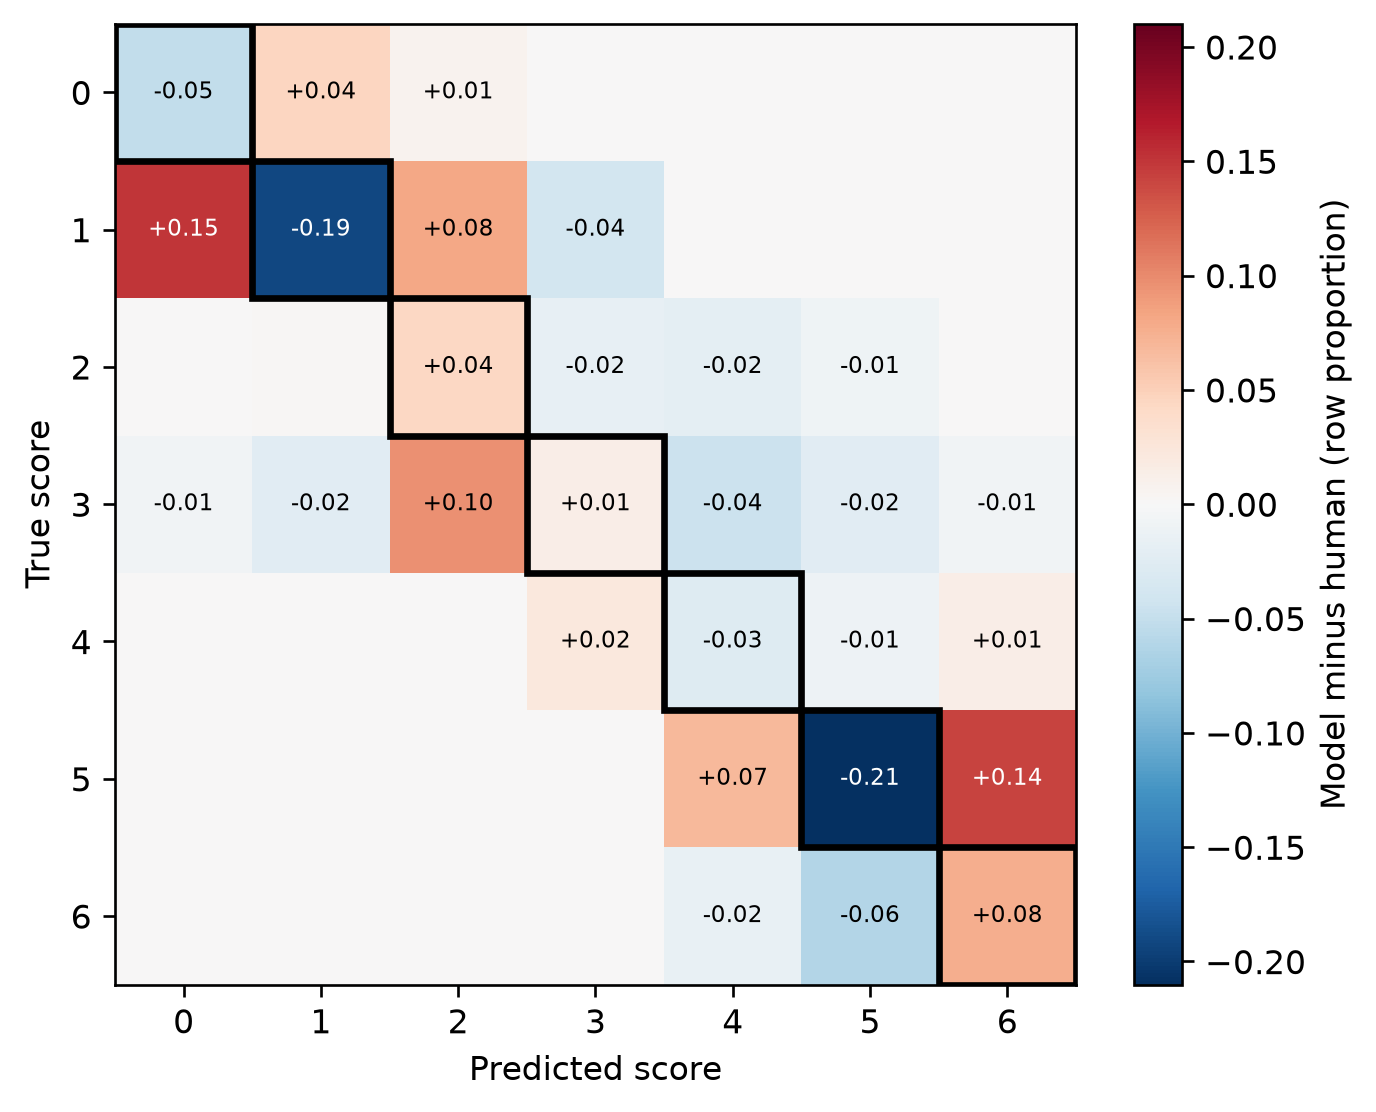 0 -0.05 +0.04 +0.01
1 +0.15 -0.19 +0.08 -0.04
2 +0.04 -0.02 -0.02 -0.01
3 -0.01 -0.02 +0.10 +0.01 -0.04 -0.02 -0.01
4 +0.02 -0.03 -0.01 +0.01
5 +0.07 -0.21 +0.14
6 -0.02 -0.06 +0.08
0 1 2 3 4 5 6
Predicted score
True score
0.20
0.15
0.10
0.05
0.00
−0.05
−0.10
−0.15
−0.20
Model minus human (row proportion)